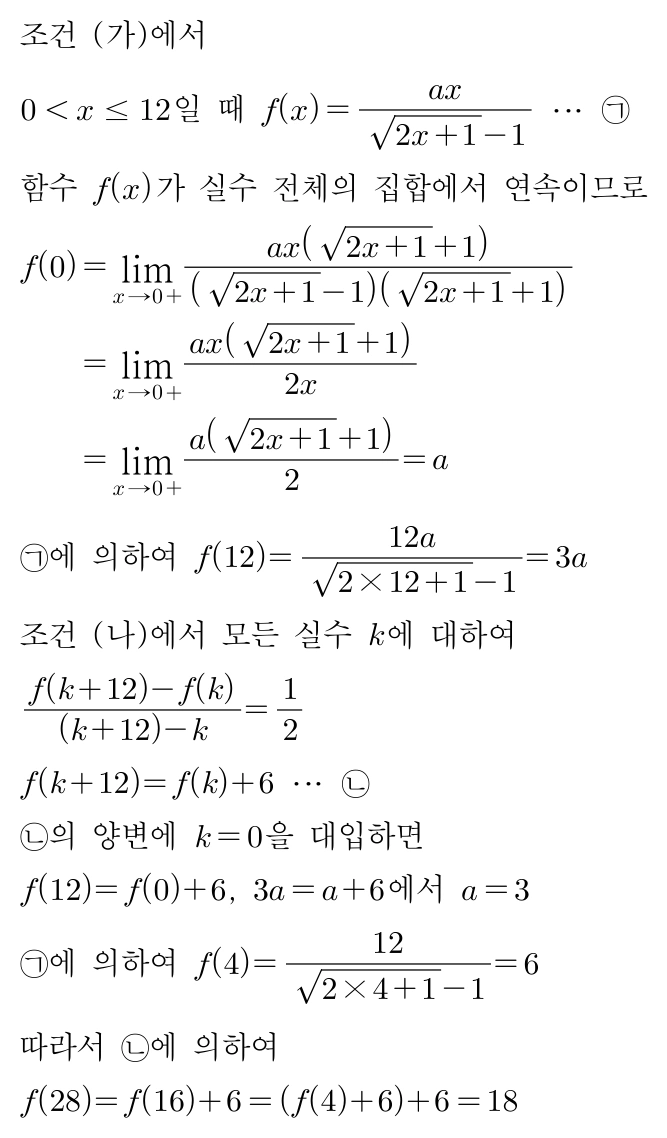 조건 (가)에서
0 < x ≤ 12일 때 f(x) = ax / (√(2x+1) − 1) ⋯ ㉠
함수 f(x)가 실수 전체의 집합에서 연속이므로
f(0) = lim_{x→0+} ax(√(2x+1) + 1) / ((√(2x+1) − 1)(√(2x+1) + 1))
= lim_{x→0+} ax(√(2x+1) + 1) / 2x
= lim_{x→0+} a(√(2x+1) + 1) / 2 = a
㉠에 의하여 f(12) = 12a / (√(2×12+1) − 1) = 3a
조건 (나)에서 모든 실수 k에 대하여
(f(k+12) − f(k)) / ((k+12) − k) = 1/2
f(k+12) = f(k) + 6 ⋯ ㉡
㉡의 양변에 k = 0을 대입하면
f(12) = f(0) + 6, 3a = a + 6에서 a = 3
㉠에 의하여 f(4) = 12 / (√(2×4+1) − 1) = 6
따라서 ㉡에 의하여
f(28) = f(16) + 6 = (f(4) + 6) + 6 = 18